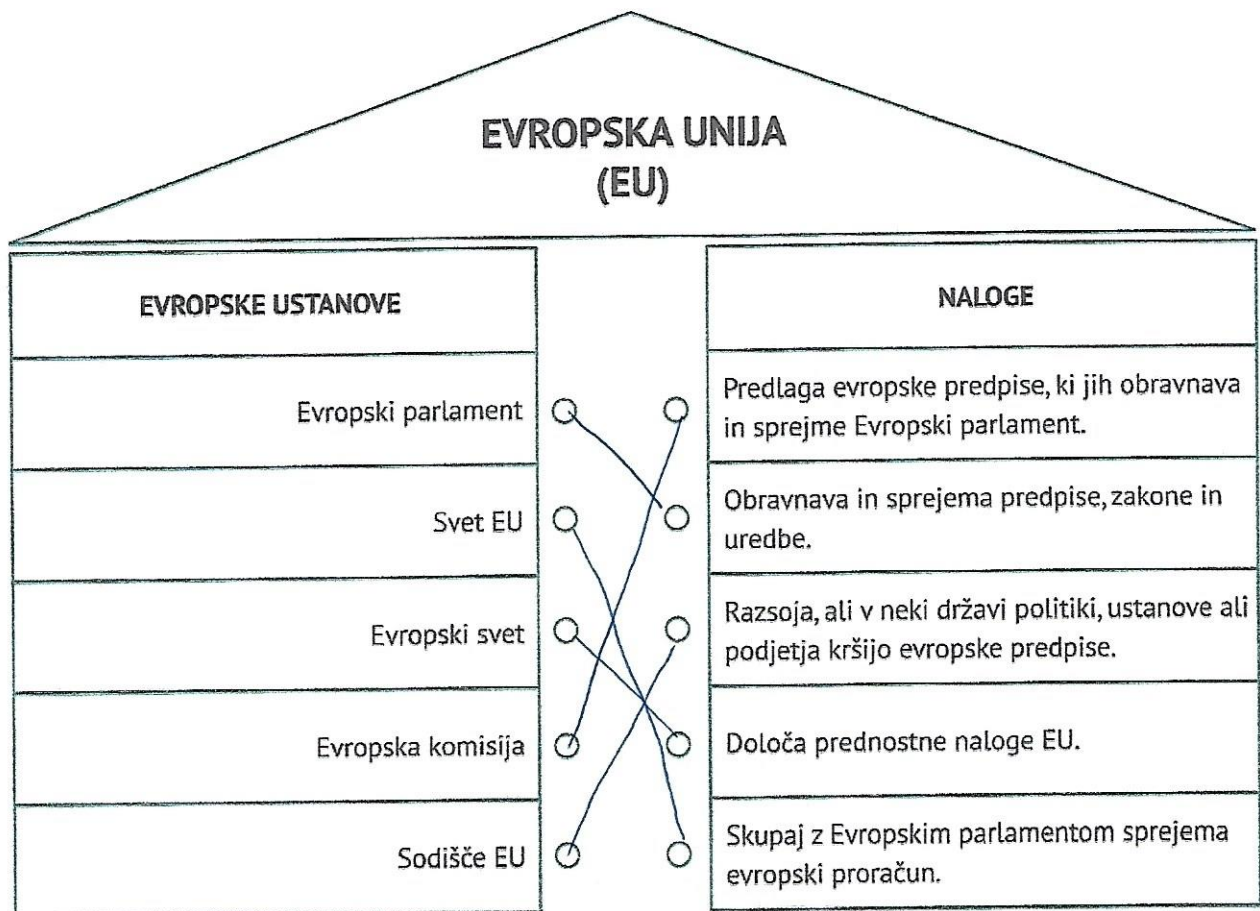 EVROPSKA UNIJA
(EU)
EVROPSKE USTANOVE
Evropski parlament
Svet EU
Evropski svet
Evropska komisija
Sodišče EU
NALOGE
Predlaga evropske predpise, ki jih obravnava
in sprejme Evropski parlament.
Obravnava in sprejema predpise, zakone in
uredbe.
Razsoja, ali v neki državi politiki, ustanove ali
podjetja kršijo evropske predpise.
Določa prednostne naloge EU.
Skupaj z Evropskim parlamentom sprejema
evropski proračun.